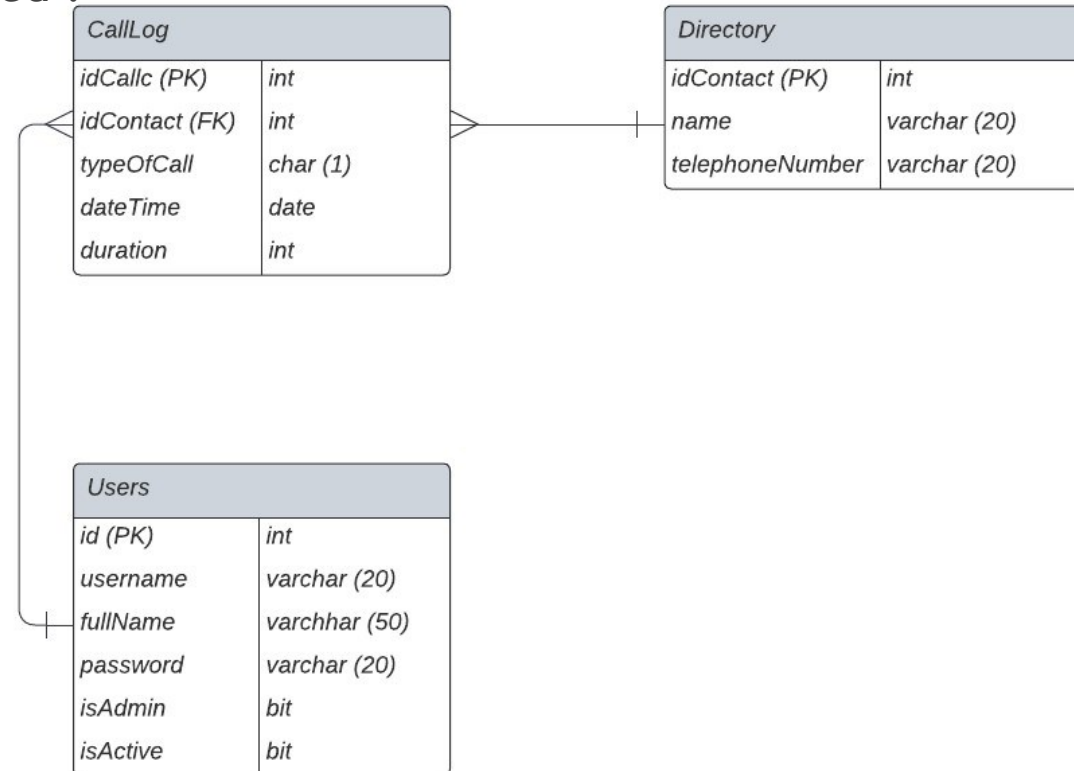 CallLog
idCallc (PK) int
idContact (FK) int
typeOfCall char (1)
dateTime date
duration int
Directory
idContact (PK) int
name varchar (20)
telephoneNumber varchar (20)
Users
id (PK) int
username varchar (20)
fullName varchhar (50)
password varchar (20)
isAdmin bit
isActive bit